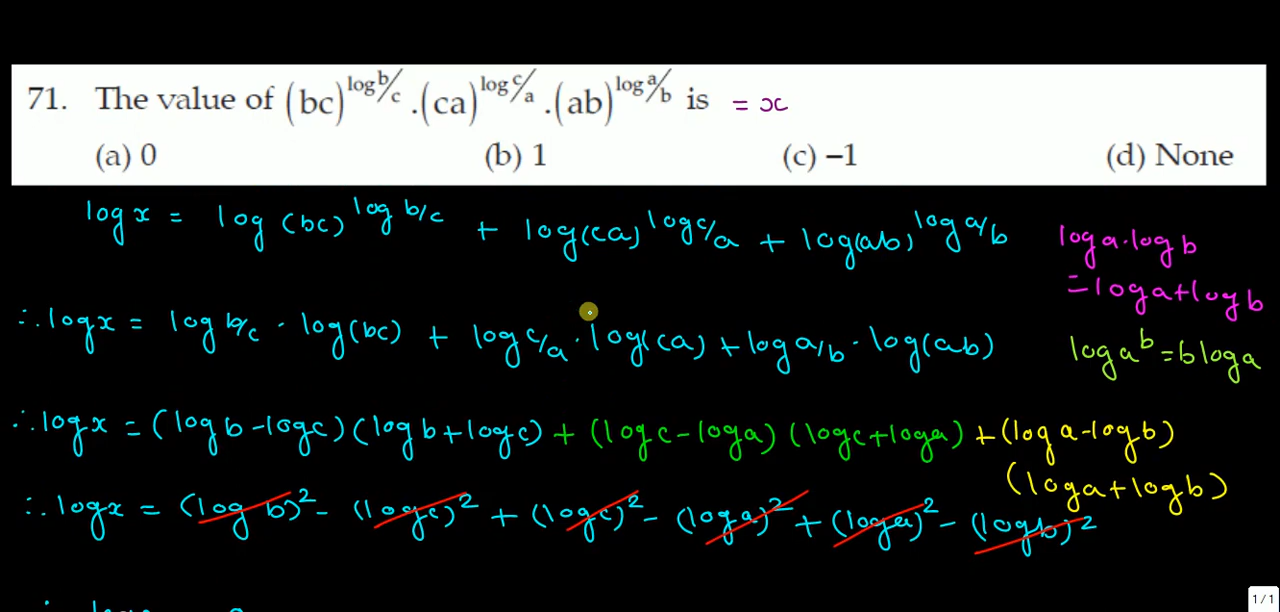 71. The value of (bc)^log b/c . (ca)^log c/a . (ab)^log a/b is = x
(a) 0 (b) 1 (c) –1 (d) None
log x = log (bc)^log b/c + log(ca)^log c/a + log(ab)^log a/b
log a · log b
= log a + log b
∴ log x = log b/c · log(bc) + log c/a · log(ca) + log a/b · log(ab)
log a^b = b log a
∴ log x = (log b - log c)(log b + log c) + (log c - log a)(log c + log a) + (log a - log b)
(log a + log b)
∴ log x = (log b)² - (log c)² + (log c)² - (log a)² + (log a)² - (log b)²
1/1